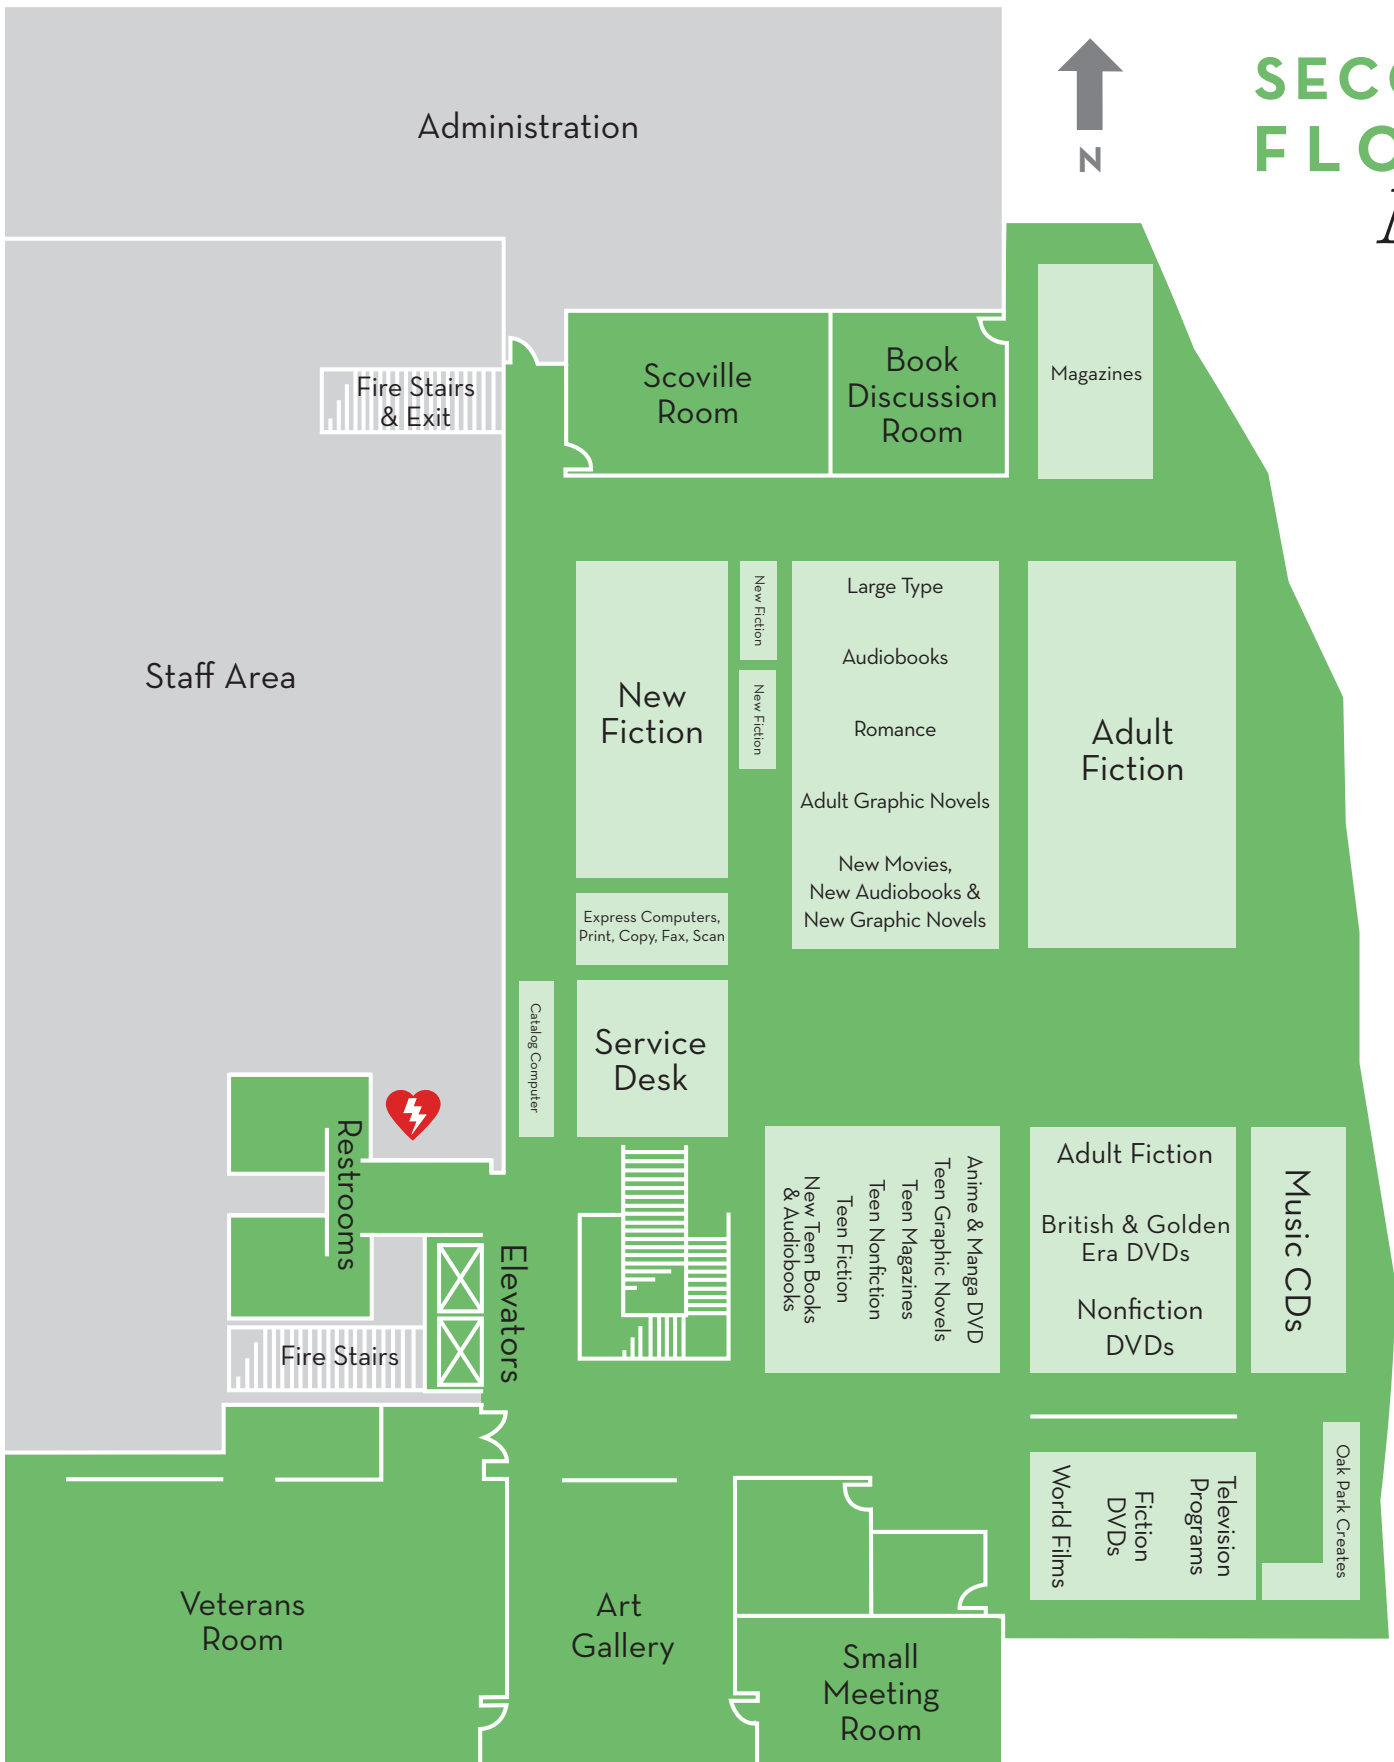 Administration
N
Fire Stairs
& Exit
Scoville
Room
Book
Discussion
Room
Magazines
Staff Area
New
Fiction
New Fiction
New Fiction
Large Type
Audiobooks
Romance
Adult Graphic Novels
New Movies,
New Audiobooks &
New Graphic Novels
Adult
Fiction
Express Computers,
Print, Copy, Fax, Scan
Catalog Computer
Service
Desk
Restrooms
Elevators
Fire Stairs
Anime & Manga DVD
Teen Graphic Novels
Teen Magazines
Teen Nonfiction
Teen Fiction
New Teen Books
& Audiobooks
Adult Fiction
British & Golden
Era DVDs
Nonfiction
DVDs
Music CDs
Television
Programs
Fiction
DVDs
World Films
Oak Park Creates
Veterans
Room
Art
Gallery
Small
Meeting
Room